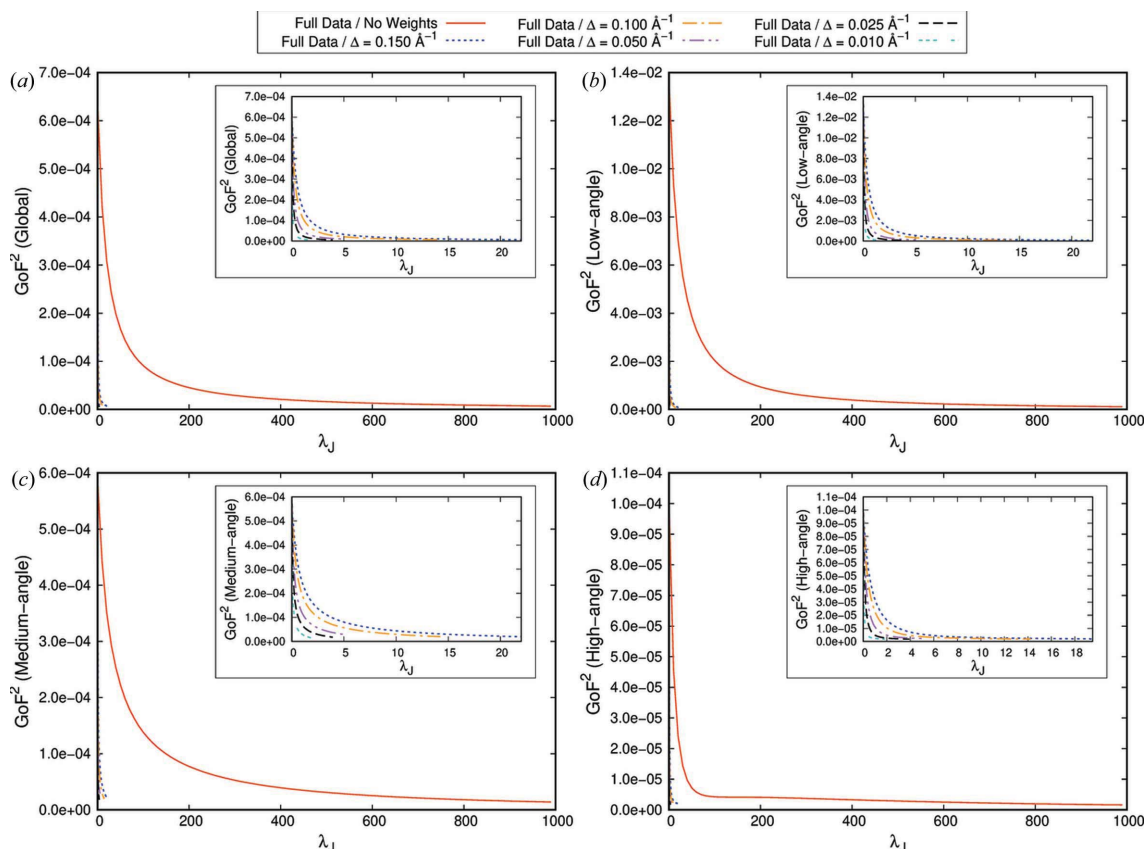 Full Data / No Weights
Full Data / Δ = 0.100 Å⁻¹
Full Data / Δ = 0.025 Å⁻¹
Full Data / Δ = 0.150 Å⁻¹
Full Data / Δ = 0.050 Å⁻¹
Full Data / Δ = 0.010 Å⁻¹
(a)
GoF² (Global)
7.0e−04
6.0e−04
5.0e−04
4.0e−04
3.0e−04
2.0e−04
1.0e−04
0.0e+00
0 200 400 600 800 1000
λJ
GoF² (Global)
7.0e−04
6.0e−04
5.0e−04
4.0e−04
3.0e−04
2.0e−04
1.0e−04
0.0e+00
0 5 10 15 20
λJ
(b)
GoF² (Low−angle)
1.4e−02
1.2e−02
1.0e−02
8.0e−03
6.0e−03
4.0e−03
2.0e−03
0.0e+00
0 200 400 600 800 1000
λJ
GoF² (Low−angle)
1.4e−02
1.2e−02
1.0e−02
8.0e−03
6.0e−03
4.0e−03
2.0e−03
0.0e+00
0 5 10 15 20
λJ
(c)
GoF² (Medium−angle)
6.0e−04
5.0e−04
4.0e−04
3.0e−04
2.0e−04
1.0e−04
0.0e+00
0 200 400 600 800 1000
λJ
GoF² (Medium−angle)
6.0e−04
5.0e−04
4.0e−04
3.0e−04
2.0e−04
1.0e−04
0.0e+00
0 5 10 15 20
λJ
(d)
GoF² (High−angle)
1.1e−04
1.0e−04
9.0e−05
8.0e−05
7.0e−05
6.0e−05
5.0e−05
4.0e−05
3.0e−05
2.0e−05
1.0e−05
0.0e+00
0 200 400 600 800 1000
λJ
GoF² (High−angle)
1.1e−04
1.0e−04
9.0e−05
8.0e−05
7.0e−05
6.0e−05
5.0e−05
4.0e−05
3.0e−05
2.0e−05
1.0e−05
0.0e+00
0 2 4 6 8 10 12 14 16 18
λJ